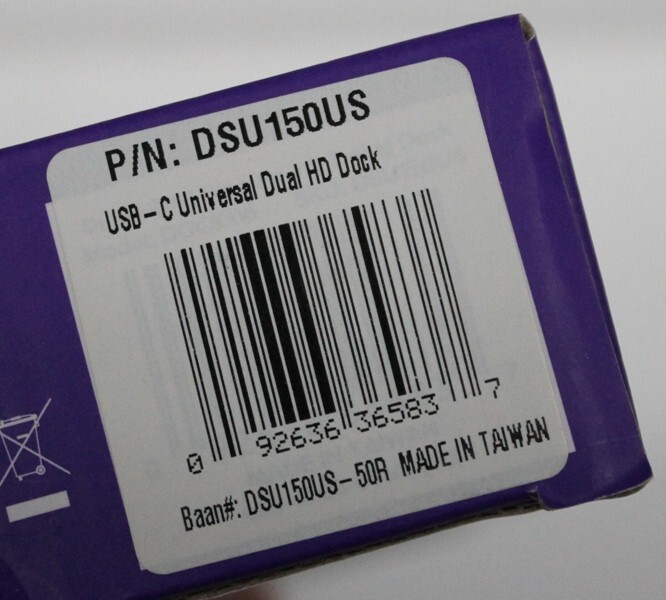 P/N: DSU150US
USB-C Universal Dual HD Dock
0 92636 36583 7
Baan#: DSU150US-50R MADE IN TAIWAN